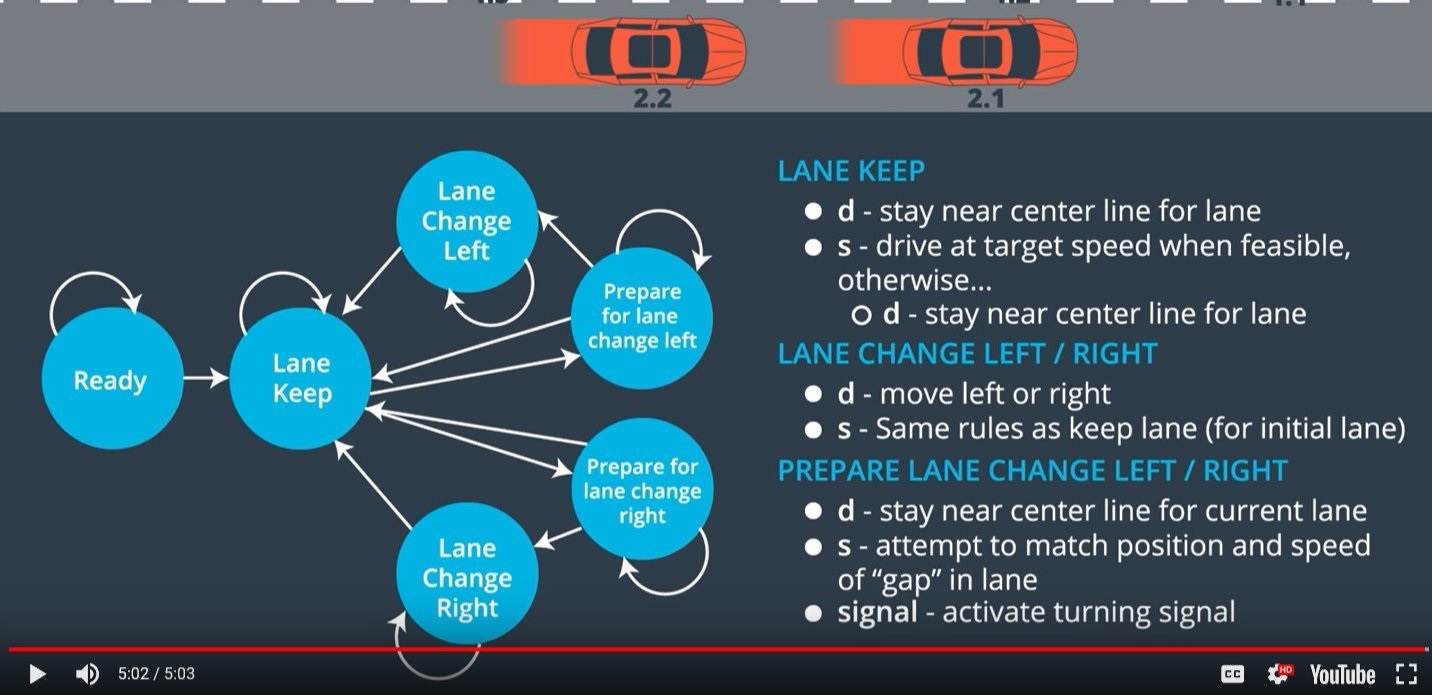 2.2
2.1
Lane
Change
Left
Prepare
for lane
change left
Ready
Lane
Keep
Prepare for
lane change
right
Lane
Change
Right
LANE KEEP
● d - stay near center line for lane
● s - drive at target speed when feasible,
otherwise...
○ d - stay near center line for lane
LANE CHANGE LEFT / RIGHT
● d - move left or right
● s - Same rules as keep lane (for initial lane)
PREPARE LANE CHANGE LEFT / RIGHT
● d - stay near center line for current lane
● s - attempt to match position and speed
of “gap” in lane
● signal - activate turning signal
5:02 / 5:03
CC
HD
YouTube